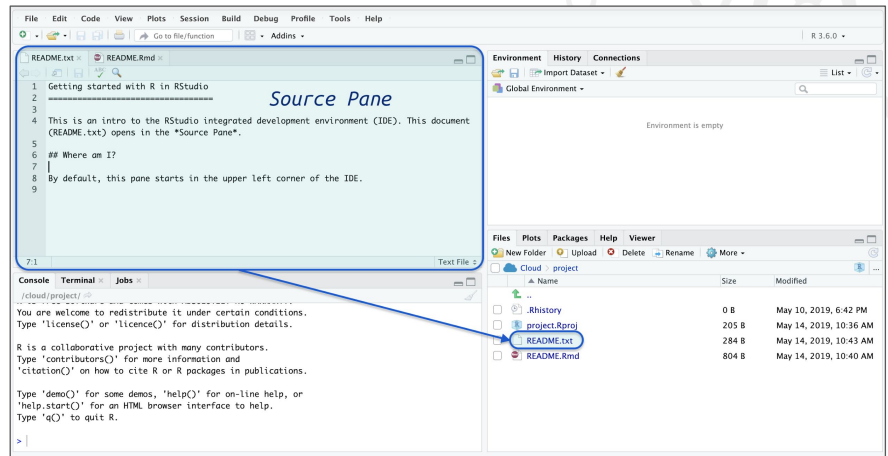 File Edit Code View Plots Session Build Debug Profile Tools Help
Go to file/function Addins R 3.6.0
README.txt README.Rmd
ABC
Source Pane
1 Getting started with R in RStudio
2 =================================
3
4 This is an intro to the RStudio integrated development environment (IDE). This document
(README.txt) opens in the *Source Pane*.
5
6 ## Where am I?
7
8 By default, this pane starts in the upper left corner of the IDE.
9
7:1 Text File
Console Terminal Jobs
/cloud/project/
You are welcome to redistribute it under certain conditions.
Type 'license()' or 'licence()' for distribution details.
R is a collaborative project with many contributors.
Type 'contributors()' for more information and
'citation()' on how to cite R or R packages in publications.
Type 'demo()' for some demos, 'help()' for on-line help, or
'help.start()' for an HTML browser interface to help.
Type 'q()' to quit R.
>
Environment History Connections
Import Dataset List
Global Environment
Environment is empty
Files Plots Packages Help Viewer
New Folder Upload Delete Rename More
Cloud project ...
Name Size Modified
..
.Rhistory 0 B May 10, 2019, 6:42 PM
project.Rproj 205 B May 14, 2019, 10:36 AM
README.txt 284 B May 14, 2019, 10:43 AM
README.Rmd 804 B May 14, 2019, 10:40 AM